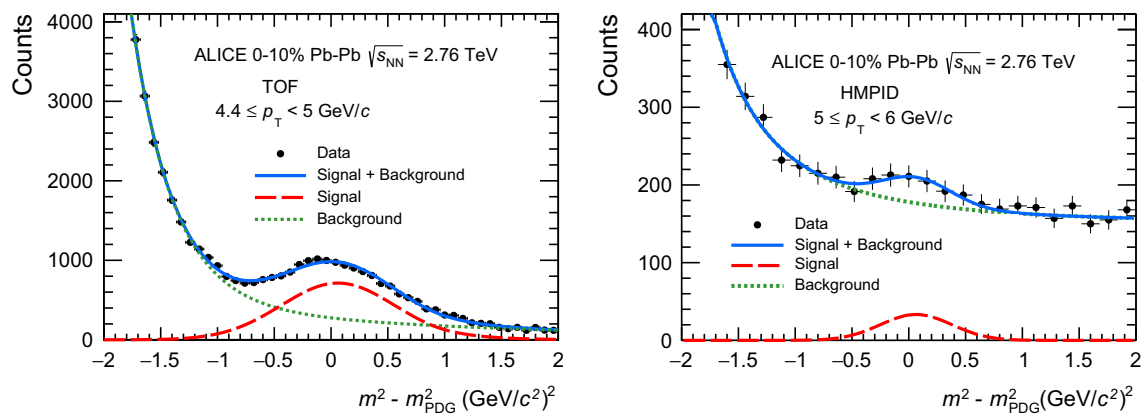 Counts
4000
3000
2000
1000
0
ALICE 0-10% Pb-Pb √sNN = 2.76 TeV
TOF
4.4 ≤ pT < 5 GeV/c
Data
Signal + Background
Signal
Background
−2 −1.5 −1 −0.5 0 0.5 1 1.5 2
m² - m²PDG (GeV/c²)²
Counts
400
300
200
100
0
ALICE 0-10% Pb-Pb √sNN = 2.76 TeV
HMPID
5 ≤ pT < 6 GeV/c
Data
Signal + Background
Signal
Background
−2 −1.5 −1 −0.5 0 0.5 1 1.5 2
m² - m²PDG (GeV/c²)²